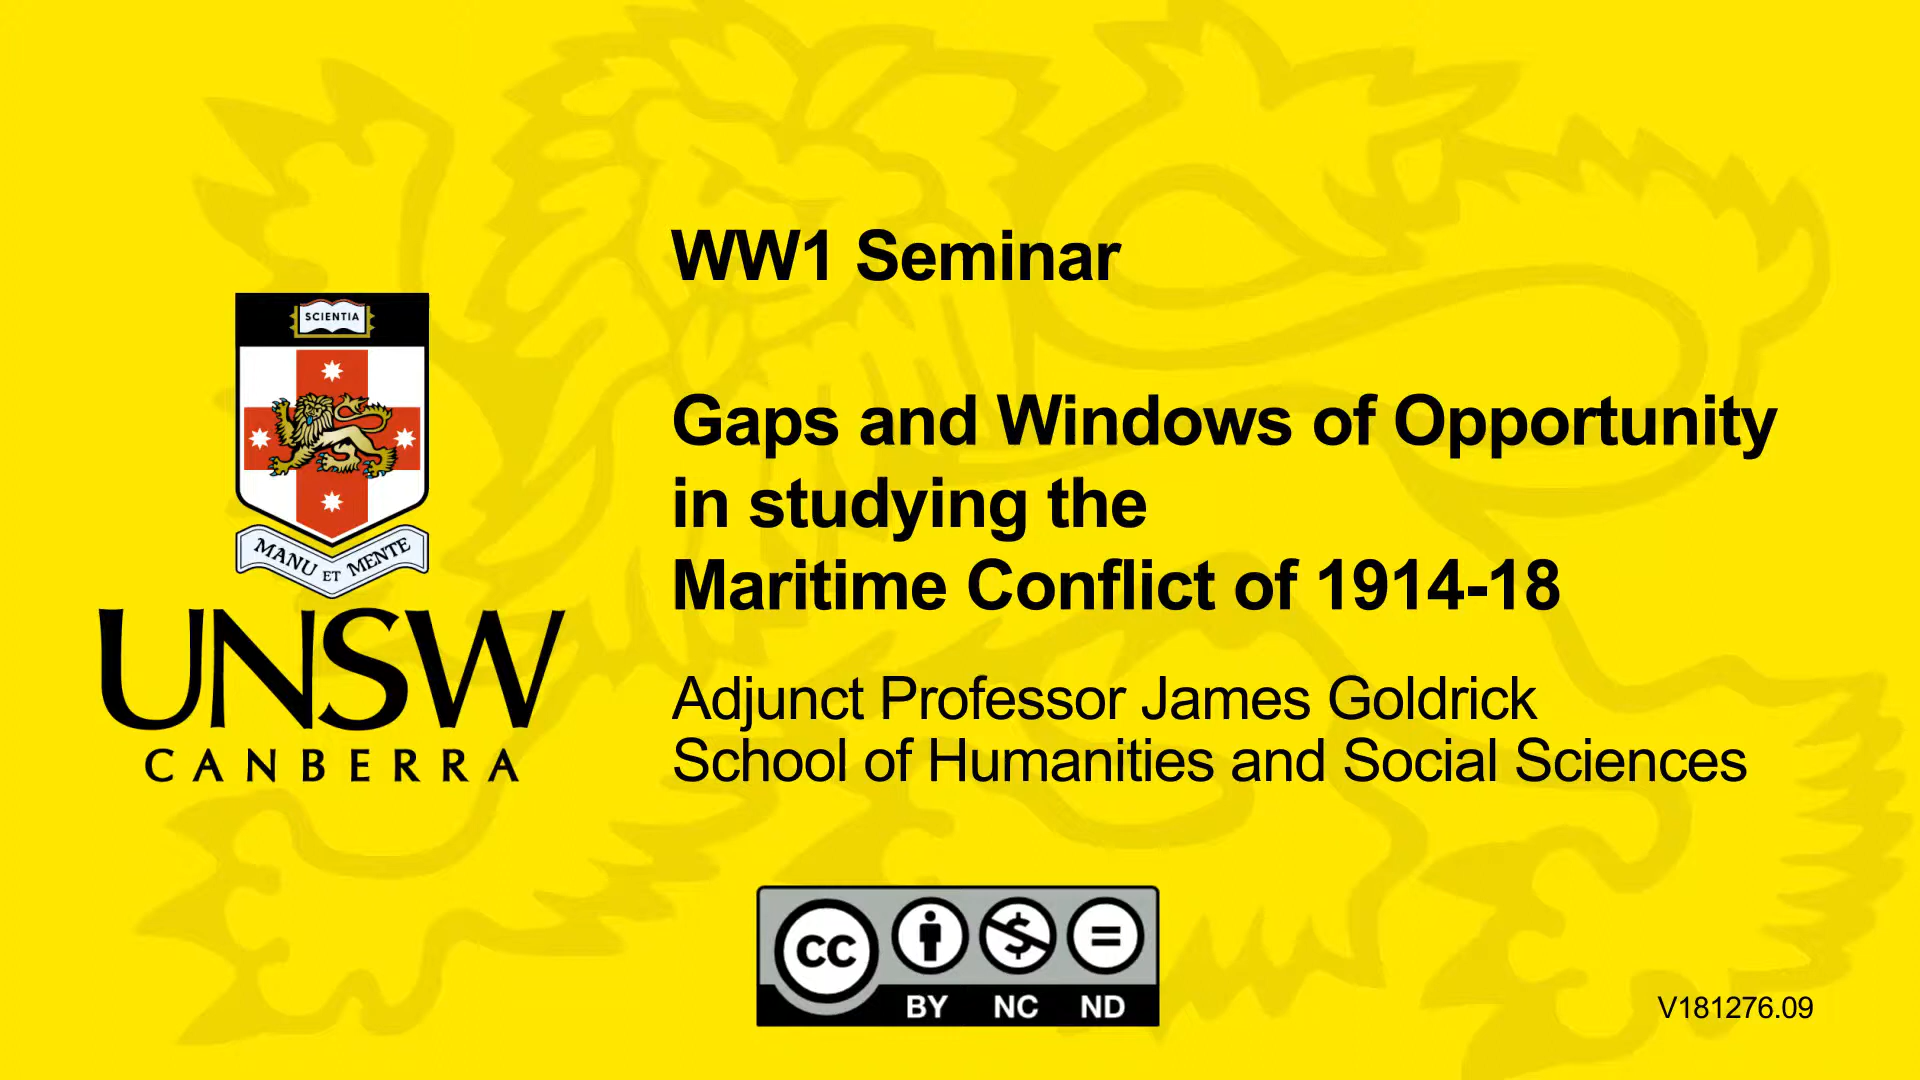 WW1 Seminar
Gaps and Windows of Opportunity
in studying the
Maritime Conflict of 1914-18
Adjunct Professor James Goldrick
School of Humanities and Social Sciences
SCIENTIA
MANU ET MENTE
UNSW
CANBERRA
CC
BY NC ND
V181276.09